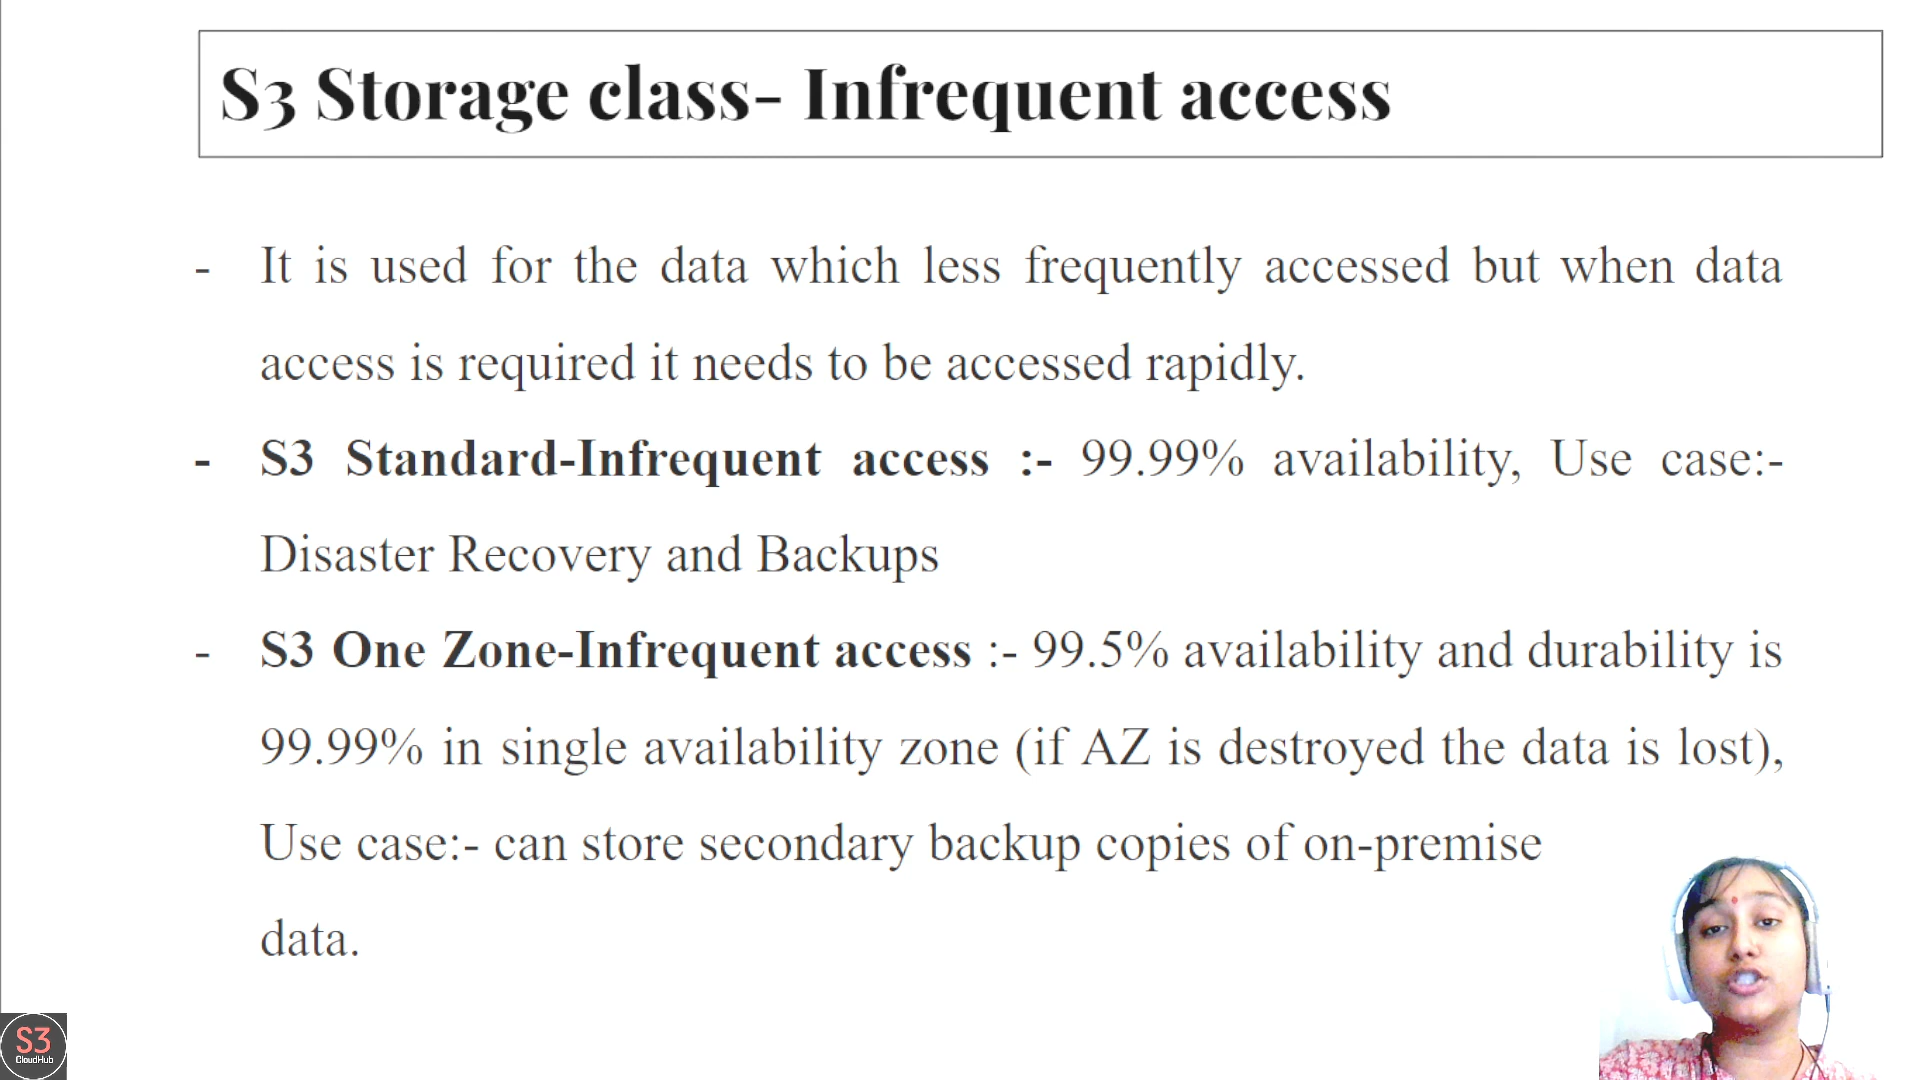 S3 Storage class- Infrequent access
- It is used for the data which less frequently accessed but when data
access is required it needs to be accessed rapidly.
- S3 Standard-Infrequent access :- 99.99% availability, Use case:-
Disaster Recovery and Backups
- S3 One Zone-Infrequent access :- 99.5% availability and durability is
99.99% in single availability zone (if AZ is destroyed the data is lost),
Use case:- can store secondary backup copies of on-premise
data.
S3
CloudHub